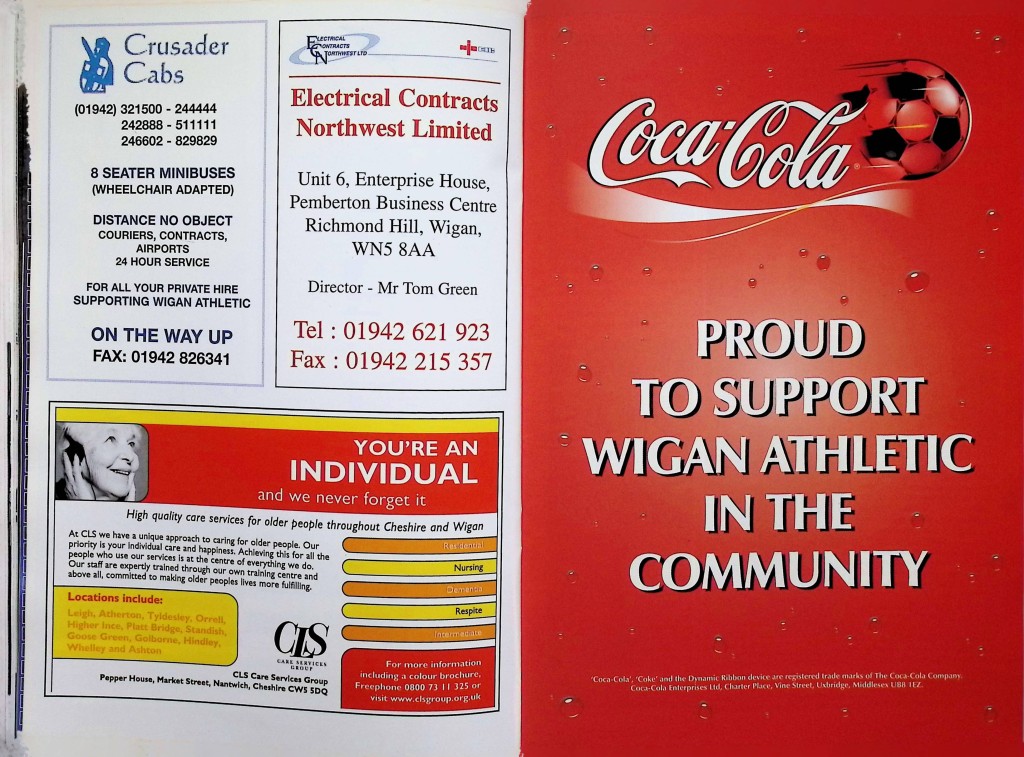 Crusader
Cabs
(01942) 321500 - 244444
242888 - 511111
246602 - 829829
8 SEATER MINIBUSES
(WHEELCHAIR ADAPTED)
DISTANCE NO OBJECT
COURIERS, CONTRACTS,
AIRPORTS
24 HOUR SERVICE
FOR ALL YOUR PRIVATE HIRE
SUPPORTING WIGAN ATHLETIC
ON THE WAY UP
FAX: 01942 826341
ELECTRICAL
CONTRACTS
NORTHWEST LTD
Electrical Contracts
Northwest Limited
Unit 6, Enterprise House,
Pemberton Business Centre
Richmond Hill, Wigan,
WN5 8AA
Director - Mr Tom Green
Tel : 01942 621 923
Fax : 01942 215 357
YOU'RE AN
INDIVIDUAL
and we never forget it
High quality care services for older people throughout Cheshire and Wigan
At CLS we have a unique approach to caring for older people. Our
priority is your individual care and happiness. Achieving this for all the
people who use our services is at the centre of everything we do.
Our staff are expertly trained through our own training centre and
above all, committed to making older peoples lives more fulfilling.
Locations include:
Leigh, Atherton, Tyldesley, Orrell,
Higher Ince, Platt Bridge, Standish,
Goose Green, Golborne, Hindley,
Whelley and Ashton
Residential
Nursing
Dementia
Respite
Intermediate
CLS
CARE SERVICES
GROUP
CLS Care Services Group
Pepper House, Market Street, Nantwich, Cheshire CW5 5DQ
For more information
including a colour brochure,
Freephone 0800 73 11 325 or
visit www.clsgroup.org.uk
Coca-Cola
PROUD
TO SUPPORT
WIGAN ATHLETIC
IN THE
COMMUNITY
'Coca-Cola', 'Coke' and the Dynamic Ribbon device are registered trade marks of The Coca-Cola Company.
Coca-Cola Enterprises Ltd, Charter Place, Vine Street, Uxbridge, Middlesex UB8 1EZ.